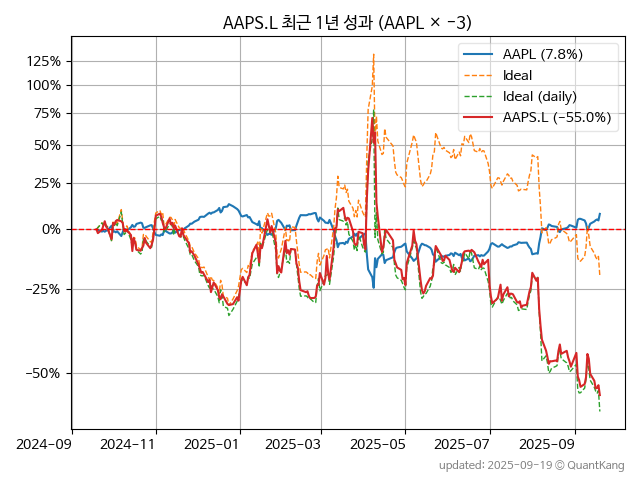 AAPS.L 최근 1년 성과 (AAPL × −3)
125%
100%
75%
50%
25%
0%
−25%
−50%
AAPL (7.8%)
Ideal
Ideal (daily)
AAPS.L (−55.0%)
2024-09
2024-11
2025-01
2025-03
2025-05
2025-07
2025-09
updated: 2025-09-19 © QuantKang